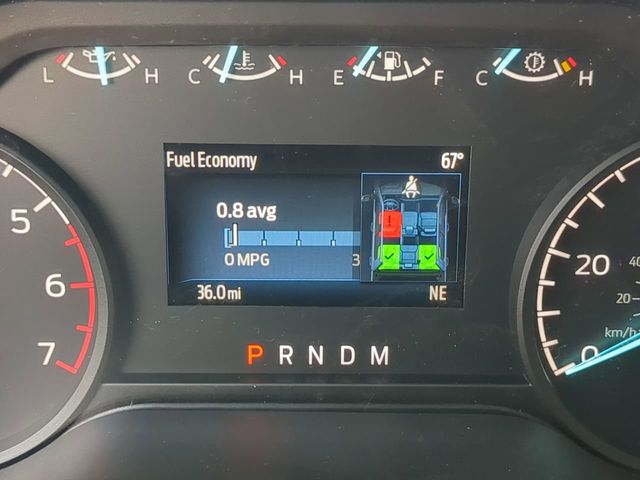 L H C H E F C H
Fuel Economy 67°
0.8 avg
0 MPG 3
36.0 mi NE
P R N D M
5
6
7
20
0
40
20
km/h